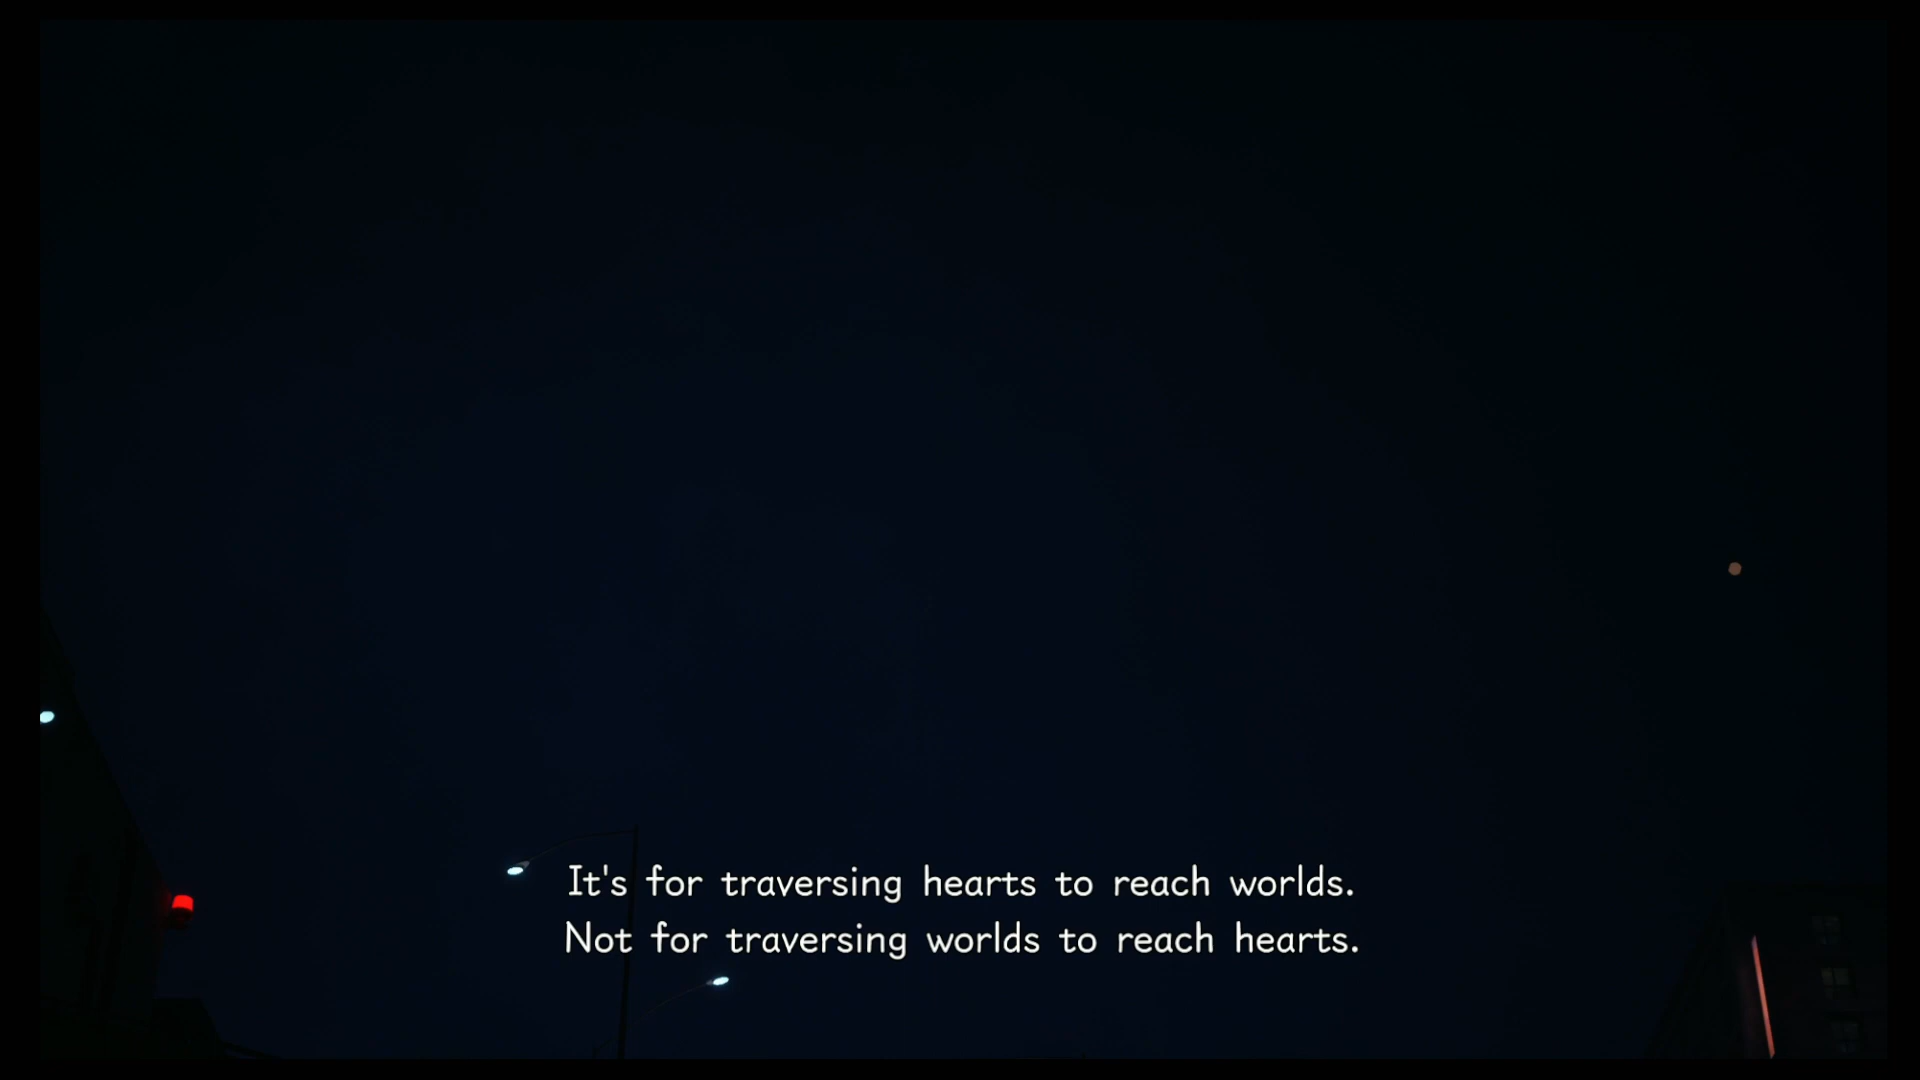 It's for traversing hearts to reach worlds.
Not for traversing worlds to reach hearts.